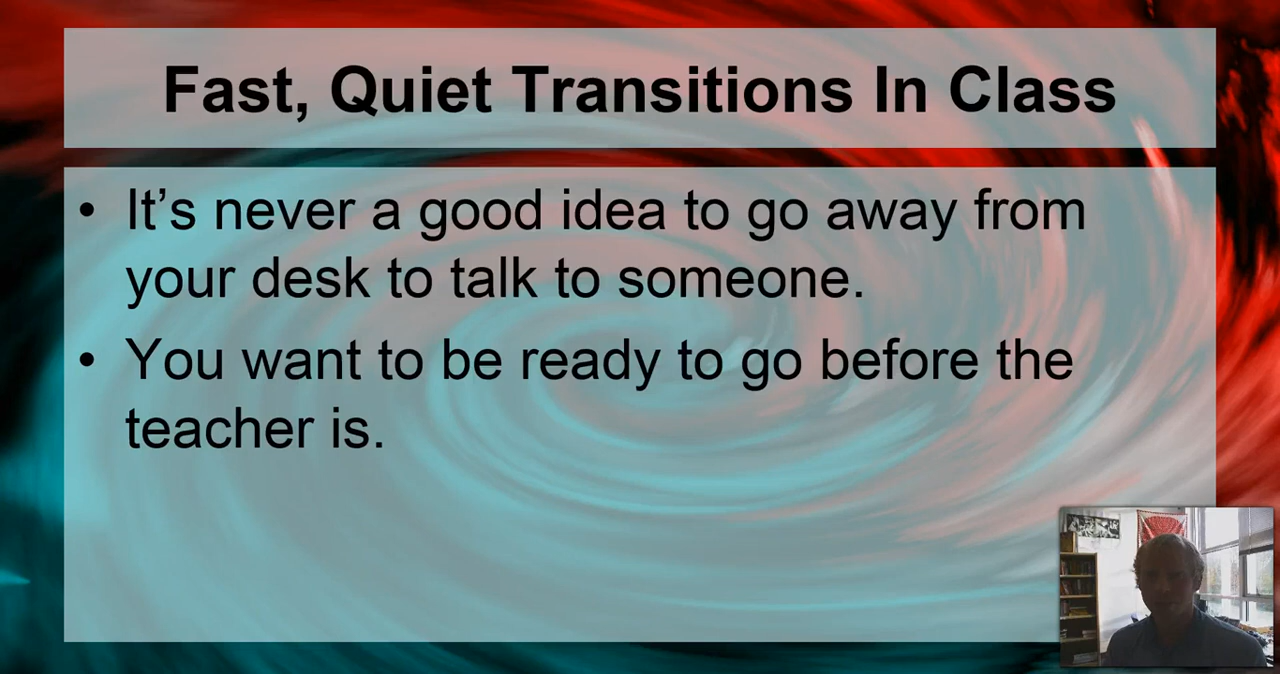 Fast, Quiet Transitions In Class
• It’s never a good idea to go away from
your desk to talk to someone.
• You want to be ready to go before the
teacher is.